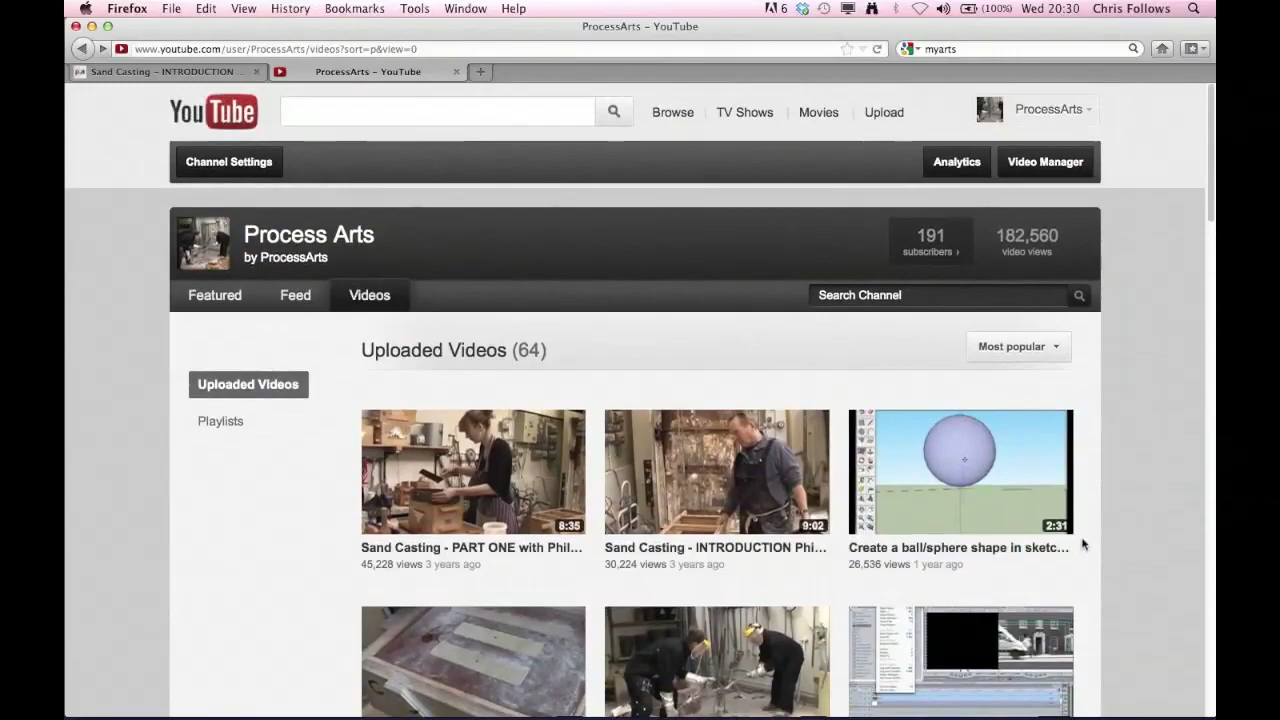 Firefox File Edit View History Bookmarks Tools Window Help 6 (100%) Wed 20:30 Chris Follows
ProcessArts – YouTube
www.youtube.com/user/ProcessArts/videos?sort=p&view=0 myarts
Sand Casting – INTRODUCTION ... ProcessArts – YouTube
YouTube Browse TV Shows Movies Upload ProcessArts
Channel Settings Analytics Video Manager
Process Arts
by ProcessArts
191 subscribers ›
182,560 video views
Featured Feed Videos Search Channel
Uploaded Videos (64) Most popular
Uploaded Videos
Playlists
8:35 9:02 2:31
Sand Casting - PART ONE with Phil... Sand Casting - INTRODUCTION Phi... Create a ball/sphere shape in sketc...
45,228 views 3 years ago 30,224 views 3 years ago 26,536 views 1 year ago